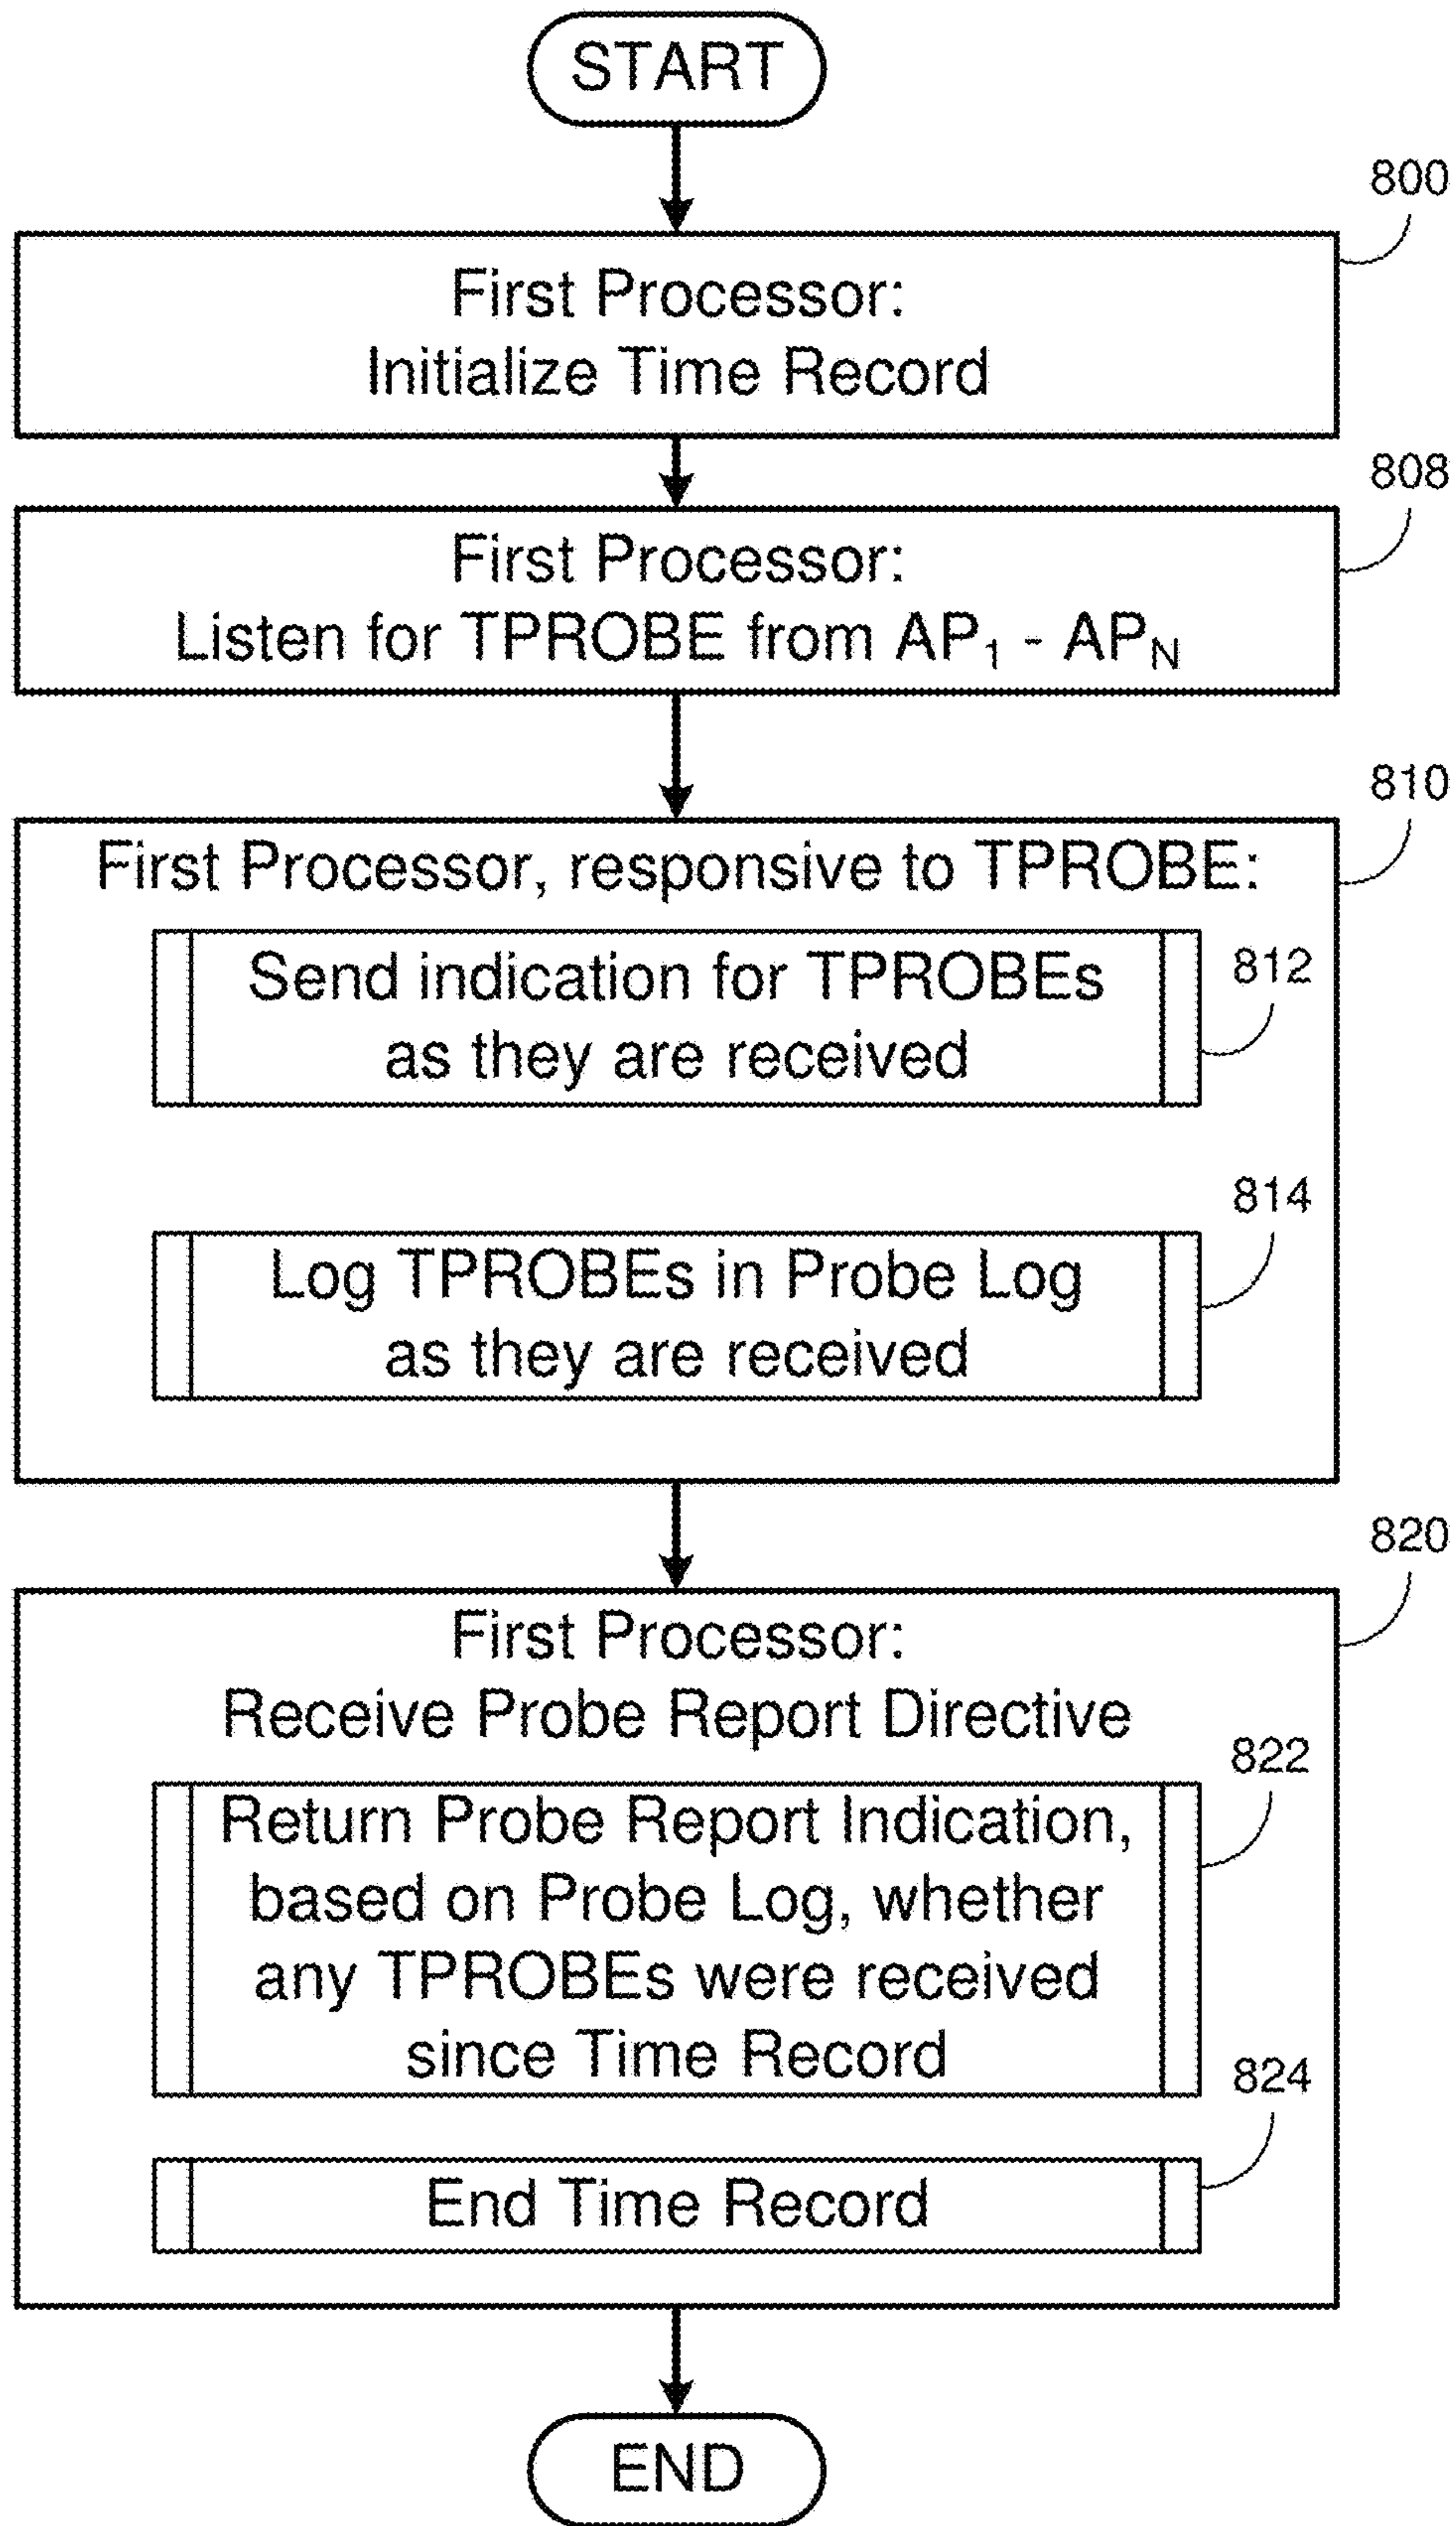 START
800
First Processor:
Initialize Time Record
808
First Processor:
Listen for TPROBE from AP₁ - APN
810
First Processor, responsive to TPROBE:
Send indication for TPROBEs
as they are received
812
814
Log TPROBEs in Probe Log
as they are received
820
First Processor:
Receive Probe Report Directive
822
Return Probe Report Indication,
based on Probe Log, whether
any TPROBEs were received
since Time Record
824
End Time Record
END